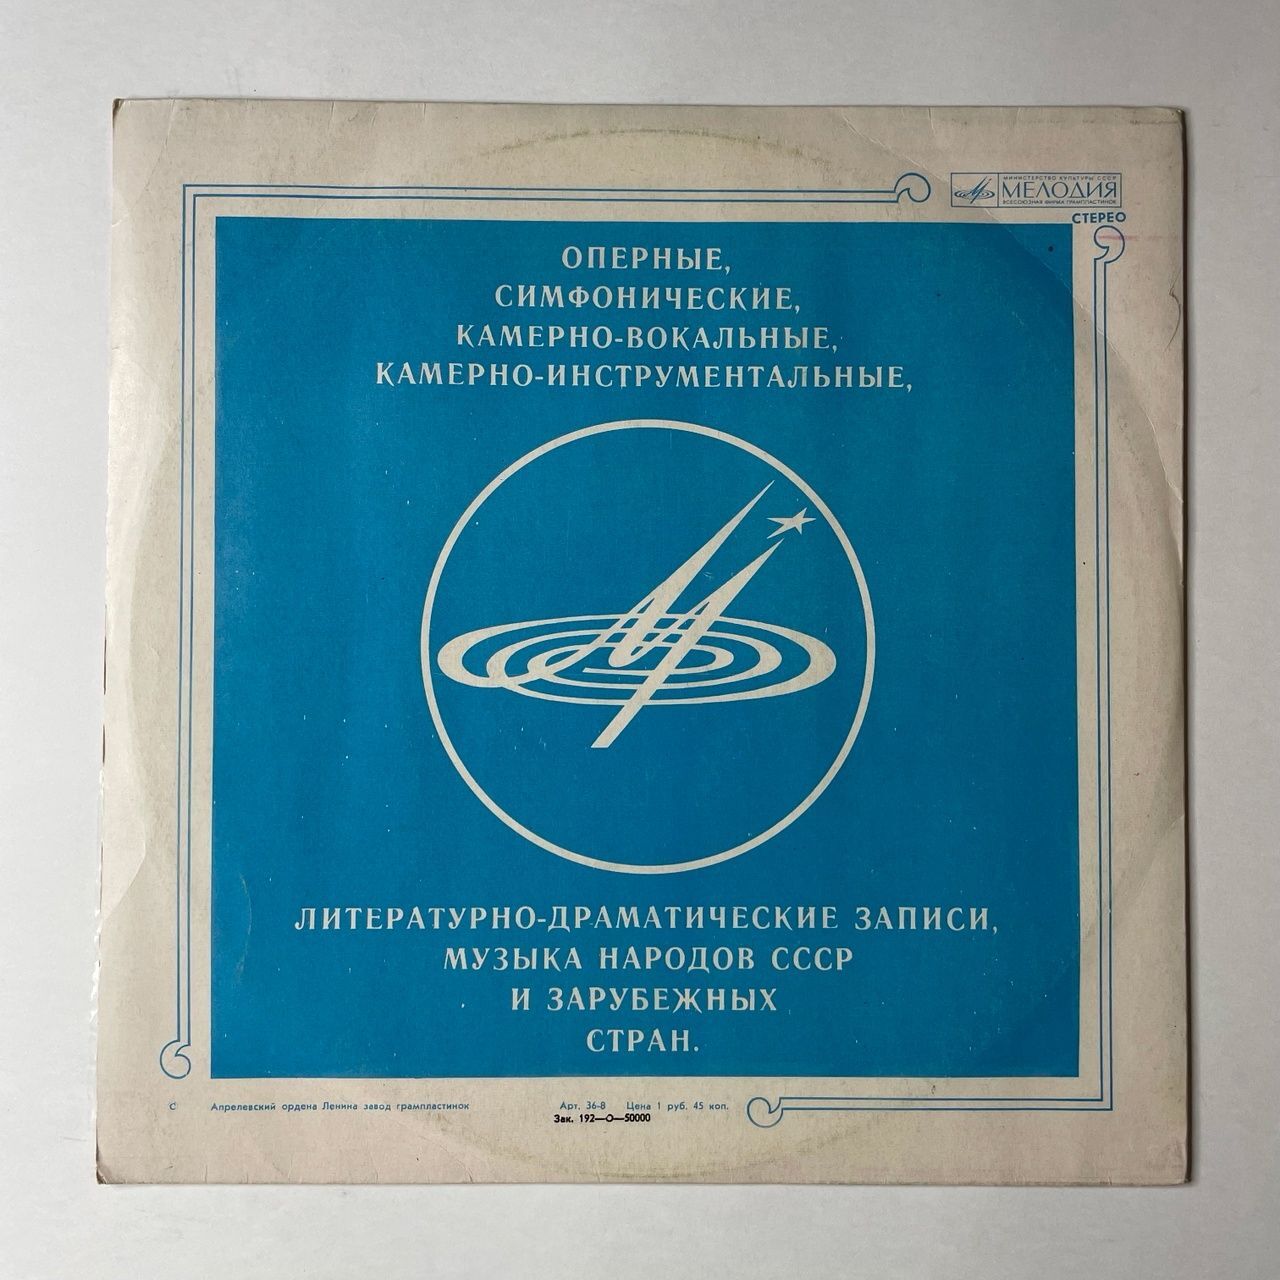 МИНИСТЕРСТВО КУЛЬТУРЫ СССР
МЕЛОДИЯ
ВСЕСОЮЗНАЯ ФИРМА ГРАМПЛАСТИНОК
СТЕРЕО
ОПЕРНЫЕ,
СИМФОНИЧЕСКИЕ,
КАМЕРНО-ВОКАЛЬНЫЕ,
КАМЕРНО-ИНСТРУМЕНТАЛЬНЫЕ,
ЛИТЕРАТУРНО-ДРАМАТИЧЕСКИЕ ЗАПИСИ,
МУЗЫКА НАРОДОВ СССР
И ЗАРУБЕЖНЫХ
СТРАН.
С Апрелевский ордена Ленина завод грампластинок Арт. 36-8 Цена 1 руб. 45 коп.
Зак. 192—О—50000